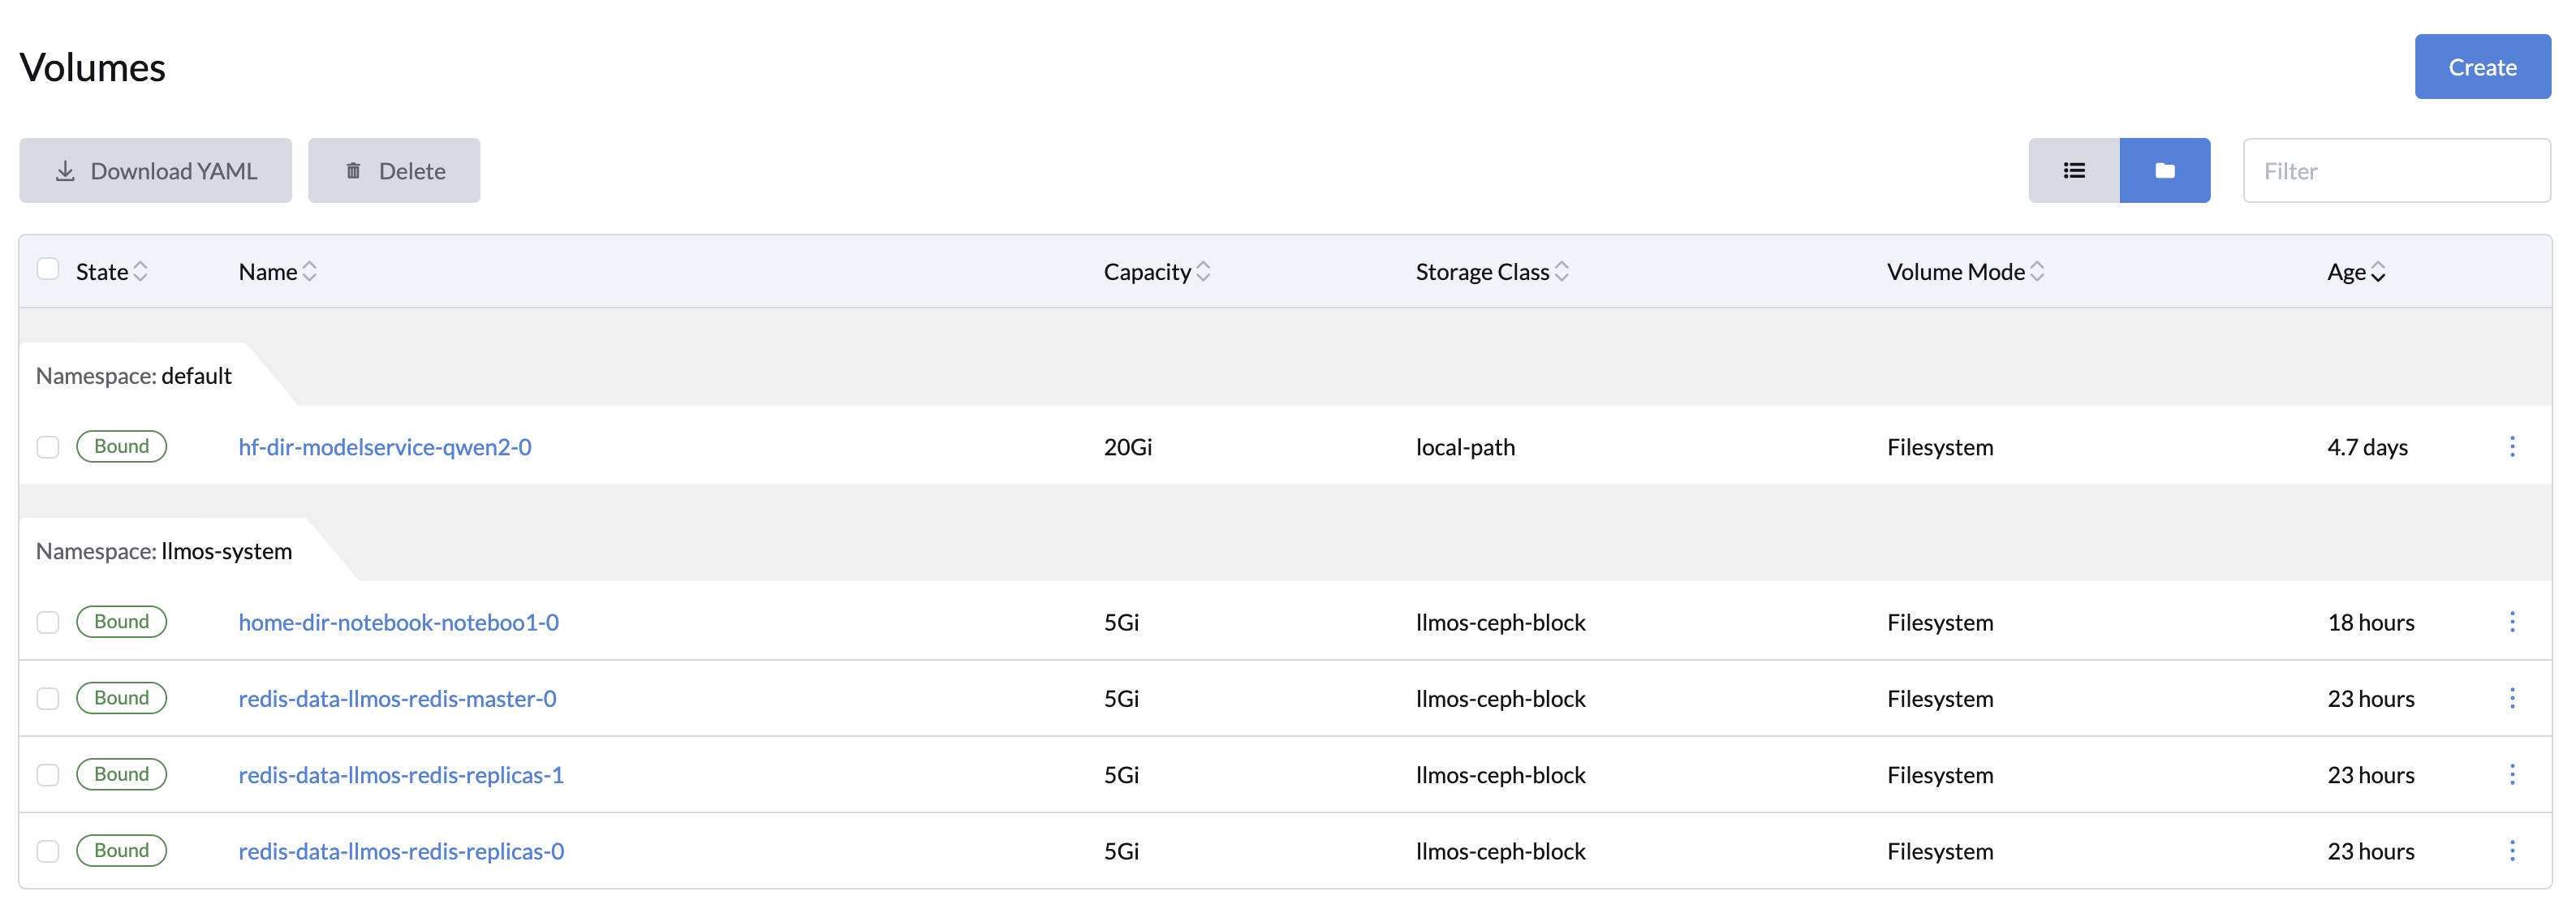 Volumes
Create
Download YAML Delete
Filter
State Name Capacity Storage Class Volume Mode Age
Namespace: default
Bound hf-dir-modelservice-qwen2-0 20Gi local-path Filesystem 4.7 days
Namespace: llmos-system
Bound home-dir-notebook-noteboo1-0 5Gi llmos-ceph-block Filesystem 18 hours
Bound redis-data-llmos-redis-master-0 5Gi llmos-ceph-block Filesystem 23 hours
Bound redis-data-llmos-redis-replicas-1 5Gi llmos-ceph-block Filesystem 23 hours
Bound redis-data-llmos-redis-replicas-0 5Gi llmos-ceph-block Filesystem 23 hours